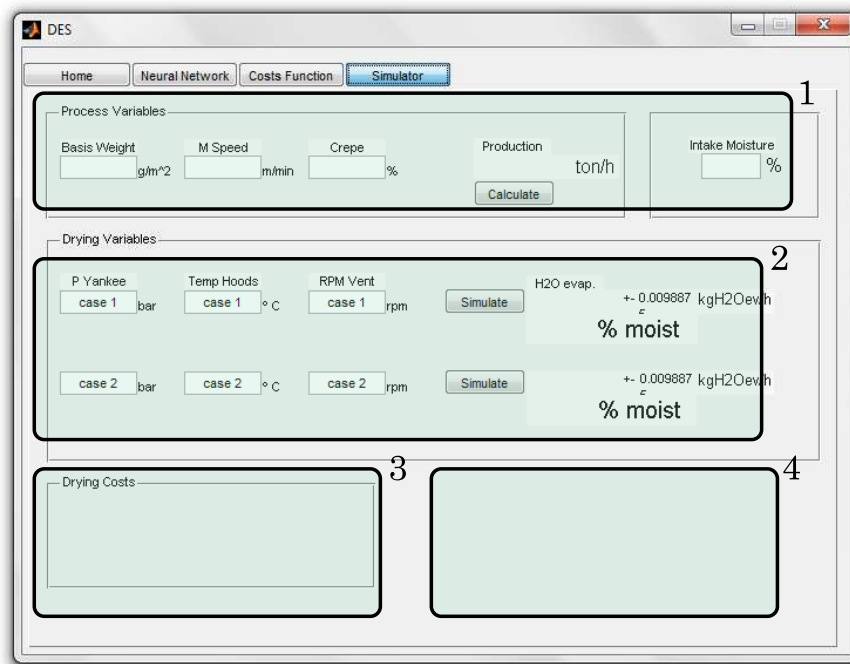 DES
Home Neural Network Costs Function Simulator
1
Process Variables
Basis Weight M Speed Crepe Production Intake Moisture
g/m^2 m/min % ton/h %
Calculate
Drying Variables
2
P Yankee Temp Hoods RPM Vent H2O evap.
case 1 bar case 1 º C case 1 rpm Simulate +- 0.009887 kgH2Oev/h
% moist
case 2 bar case 2 º C case 2 rpm Simulate +- 0.009887 kgH2Oev/h
% moist
3 4
Drying Costs